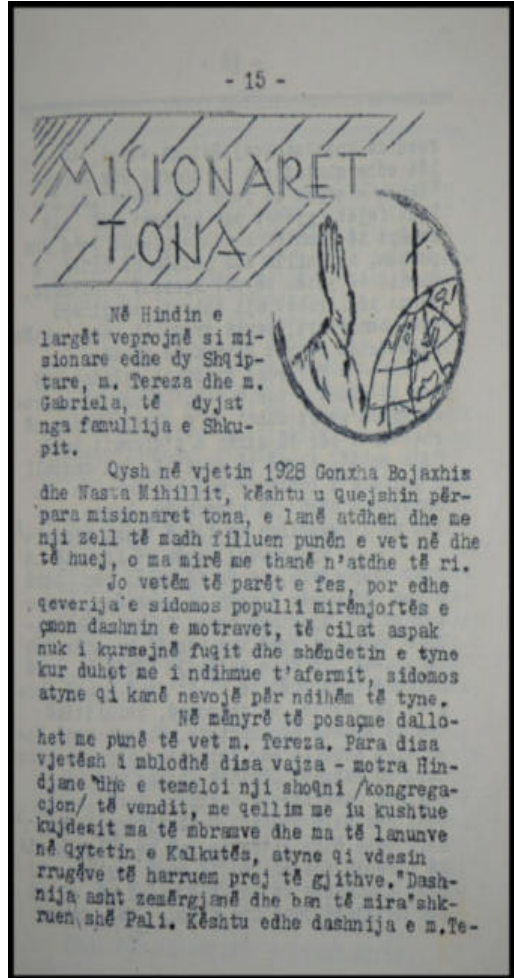 - 15 -
MISIONARET
TONA
Në Hindin e
largët veprojnë si mi-
sionare edhe dy Shqip-
tare, m. Tereza dhe m.
Gabriela, të dyjat
nga famullija e Shku-
pit.
Qysh në vjetin 1928 Gonxha Bojaxhiz
dhe Nasta Mihillit, kështu u quejshin për-
para misionaret tona, e lanë atdhen dhe me
nji zell të madh filluen punën e vet në dhe
të huej, o ma mirë me thanë n'atdhe të ri.
Jo vetëm të parët e fes, por edhe
qeverija e sidomos populli mirënjoftës e
çmon dashnin e motravet, të cilat aspak
nuk i kursejnë fuqit dhe shëndetin e tyne
kur duhet me i ndihmue t'afermit, sidomos
atyne qi kanë nevojë për ndihëm të tyne.
Në mënyrë të posaçme dallo-
het me punë të vet m. Tereza. Para disa
vjetësh i mblodhë disa vajza - motra Hin-
djane dhe e temeloi nji shoqni /kongrega-
cjon/ të vendit, me qellim me iu kushtue
kujdesit ma të mbramve dhe ma të lanunve
në qytetin e Kalkutës, atyne qi vdesin
rrugëve të harruem prej të gjithve."Dash-
nija asht zemërgjanë dhe ban të mira"shk-
ruen shë Pali. Kështu edhe dashnija e m.Te-